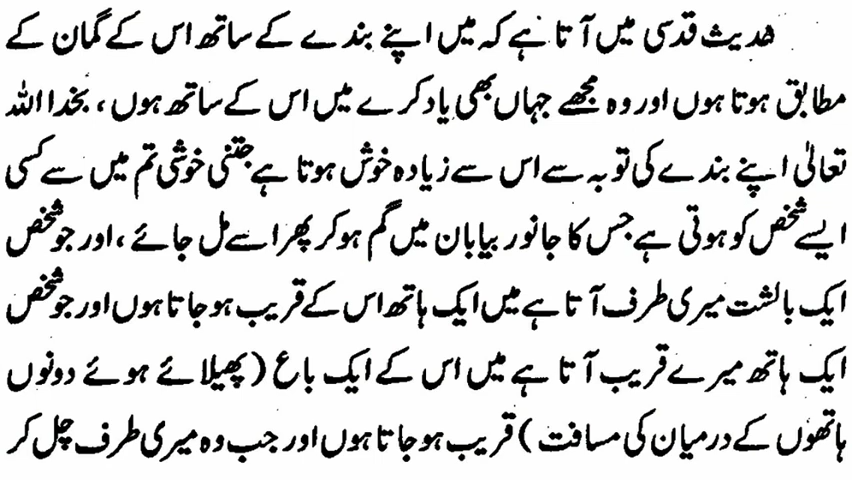 حدیث قدسی میں آتا ہے کہ میں اپنے بندے کے ساتھ اس کے گمان کے
مطابق ہوتا ہوں اور وہ مجھے جہاں بھی یاد کرے میں اس کے ساتھ ہوں، بخدا اللہ
تعالیٰ اپنے بندے کی توبہ سے اس سے زیادہ خوش ہوتا ہے جتنی خوشی تم میں سے کسی
ایسے شخص کو ہوتی ہے جس کا جانور بیابان میں گم ہو کر پھر اسے مل جائے، اور جو شخص
ایک بالشت میری طرف آتا ہے میں ایک ہاتھ اس کے قریب ہو جاتا ہوں اور جو شخص
ایک ہاتھ میرے قریب آتا ہے میں اس کے ایک باع (پھیلائے ہوئے دونوں
ہاتھوں کے درمیان کی مسافت) قریب ہو جاتا ہوں اور جب وہ میری طرف چل کر